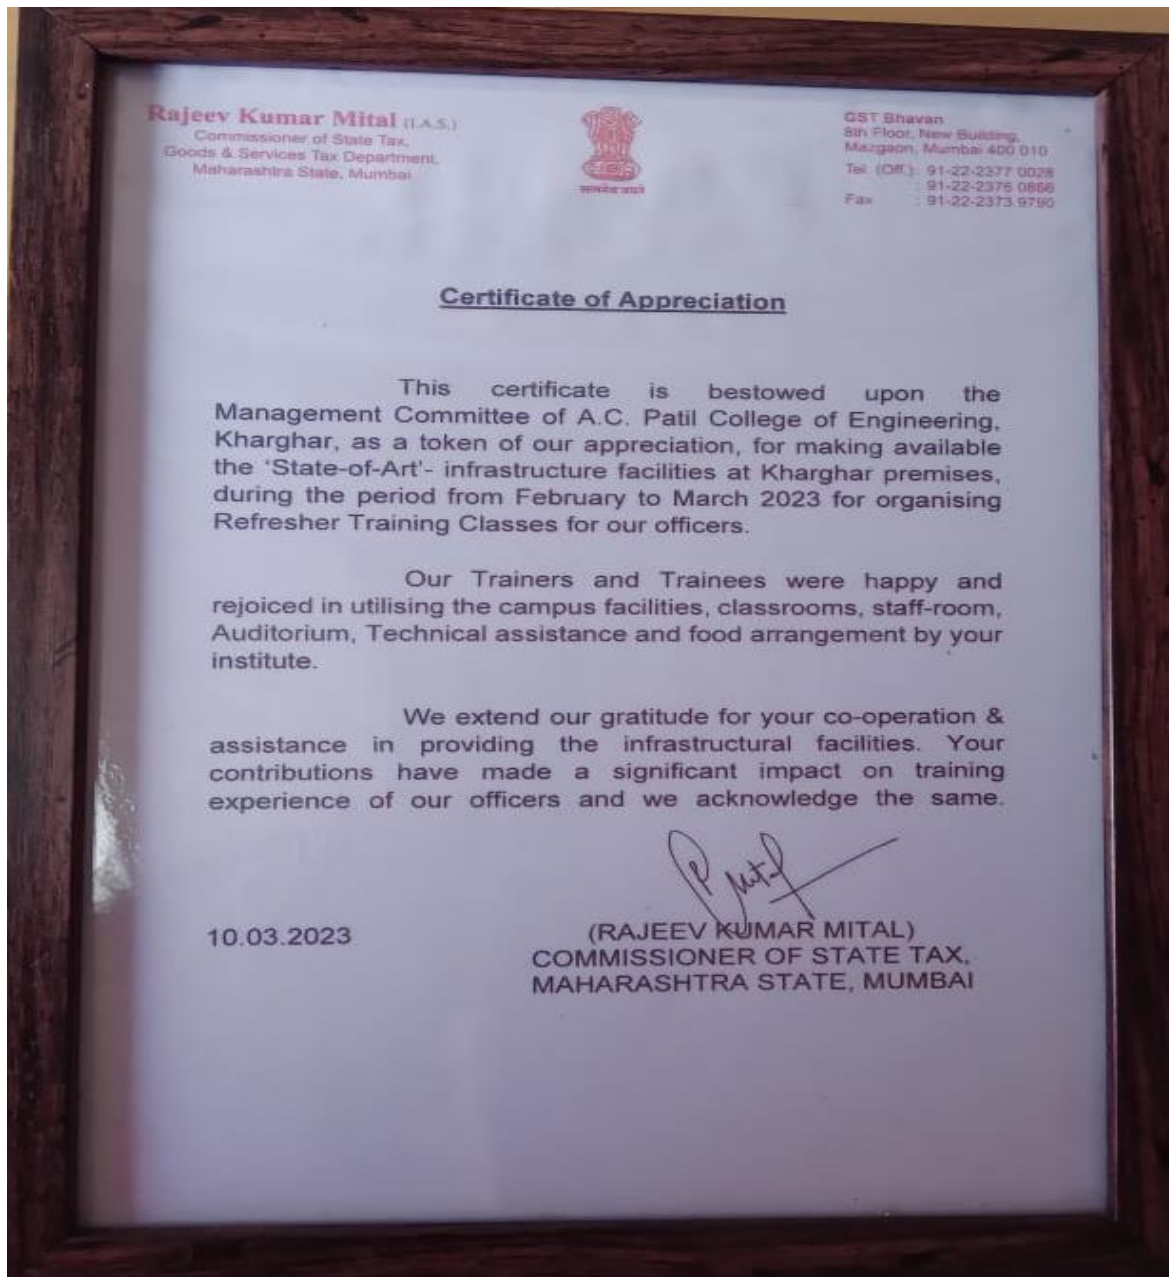 Rajeev Kumar Mital (I.A.S.)
Commissioner of State Tax,
Goods & Services Tax Department,
Maharashtra State, Mumbai
सत्यमेव जयते
GST Bhavan
8th Floor, New Building,
Mazgaon, Mumbai 400 010
Tel. (Off.) : 91-22-2377 0028
: 91-22-2376 0866
Fax : 91-22-2373 9790
Certificate of Appreciation
This certificate is bestowed upon the
Management Committee of A.C. Patil College of Engineering,
Kharghar, as a token of our appreciation, for making available
the ‘State-of-Art’- infrastructure facilities at Kharghar premises,
during the period from February to March 2023 for organising
Refresher Training Classes for our officers.
Our Trainers and Trainees were happy and
rejoiced in utilising the campus facilities, classrooms, staff-room,
Auditorium, Technical assistance and food arrangement by your
institute.
We extend our gratitude for your co-operation &
assistance in providing the infrastructural facilities. Your
contributions have made a significant impact on training
experience of our officers and we acknowledge the same.
10.03.2023
(RAJEEV KUMAR MITAL)
COMMISSIONER OF STATE TAX,
MAHARASHTRA STATE, MUMBAI